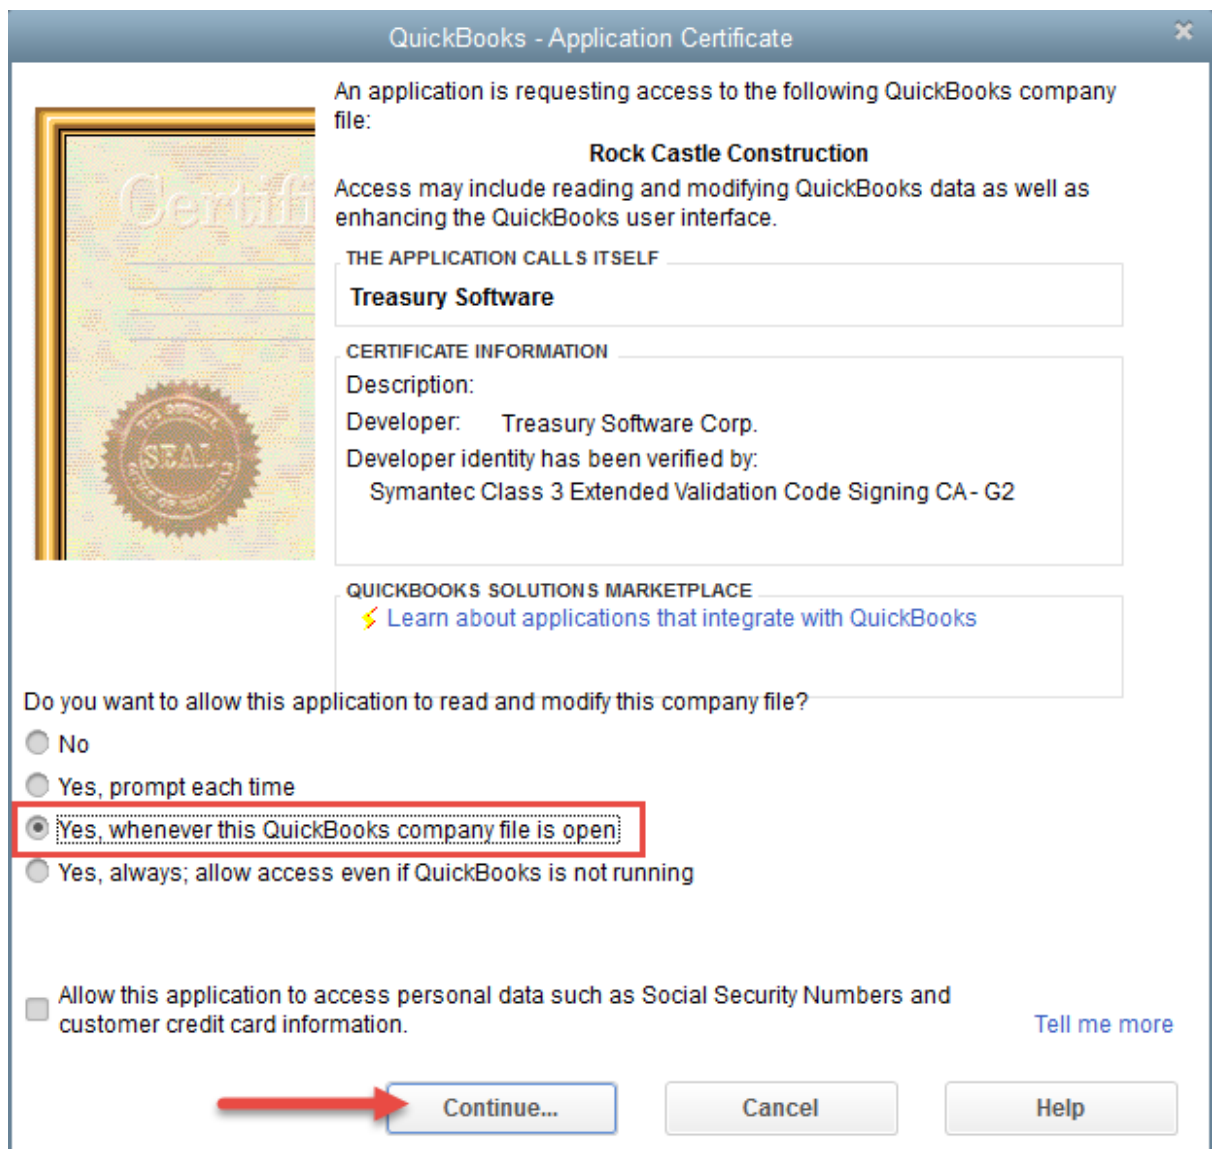 QuickBooks - Application Certificate
An application is requesting access to the following QuickBooks company
file:
Rock Castle Construction
Access may include reading and modifying QuickBooks data as well as
enhancing the QuickBooks user interface.
THE APPLICATION CALLS ITSELF
Treasury Software
CERTIFICATE INFORMATION
Description:
Developer: Treasury Software Corp.
Developer identity has been verified by:
Symantec Class 3 Extended Validation Code Signing CA - G2
Certifi
THE OFFICIAL
SEAL
QUICKBOOKS SOLUTIONS MARKETPLACE
Learn about applications that integrate with QuickBooks
Do you want to allow this application to read and modify this company file?
No
Yes, prompt each time
Yes, whenever this QuickBooks company file is open
Yes, always; allow access even if QuickBooks is not running
Allow this application to access personal data such as Social Security Numbers and
customer credit card information.
Tell me more
Continue...
Cancel
Help